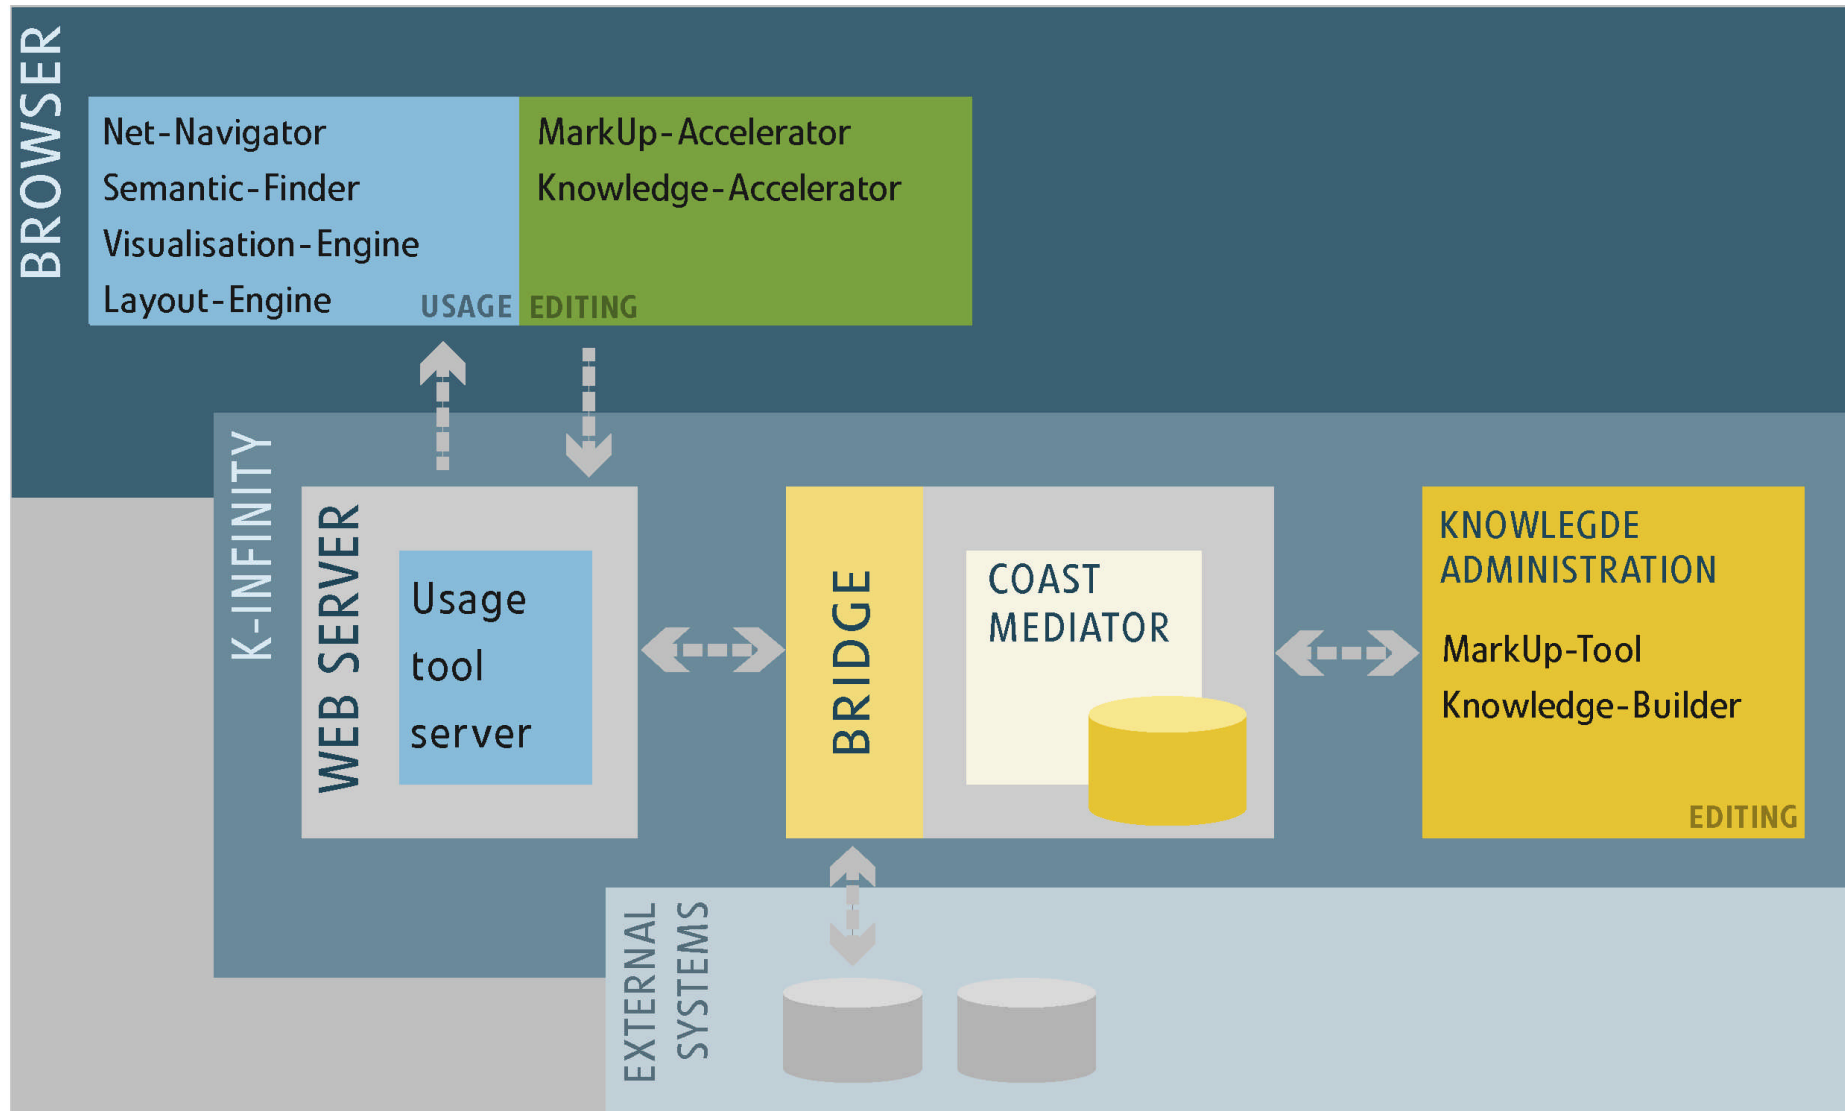 BROWSER
Net-Navigator
Semantic-Finder
Visualisation-Engine
Layout-Engine
USAGE
MarkUp-Accelerator
Knowledge-Accelerator
EDITING
K-INFINITY
WEB SERVER
Usage
tool
server
BRIDGE
COAST
MEDIATOR
KNOWLEGDE
ADMINISTRATION
MarkUp-Tool
Knowledge-Builder
EDITING
EXTERNAL
SYSTEMS